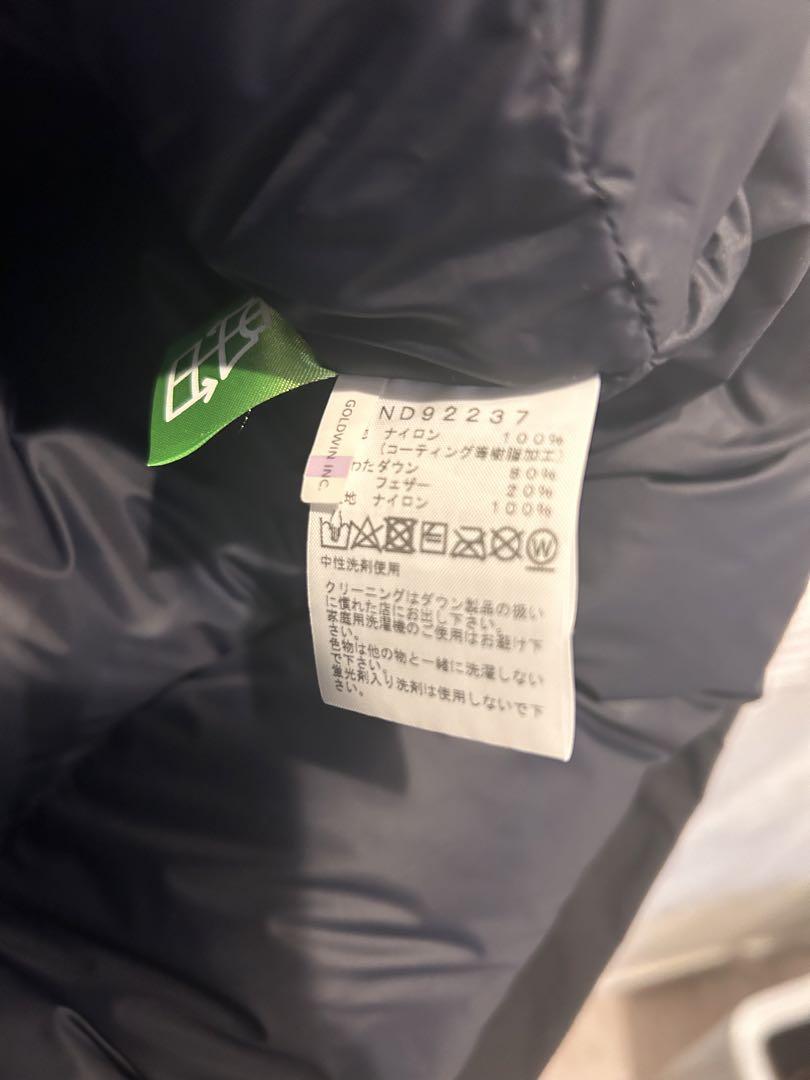 GOLDWIN INC.
ND92237
ナイロン 100%
(コーティング等樹脂加工)
わた ダウン 80%
フェザー 20%
地 ナイロン 100%
W
中性洗剤使用
クリーニングはダウン製品の扱い
に慣れた店にお出し下さい。
家庭用洗濯機のご使用はお避け下
さい。
色物は他の物と一緒に洗濯しない
で下さい。
蛍光剤入り洗剤は使用しないで下
さい。